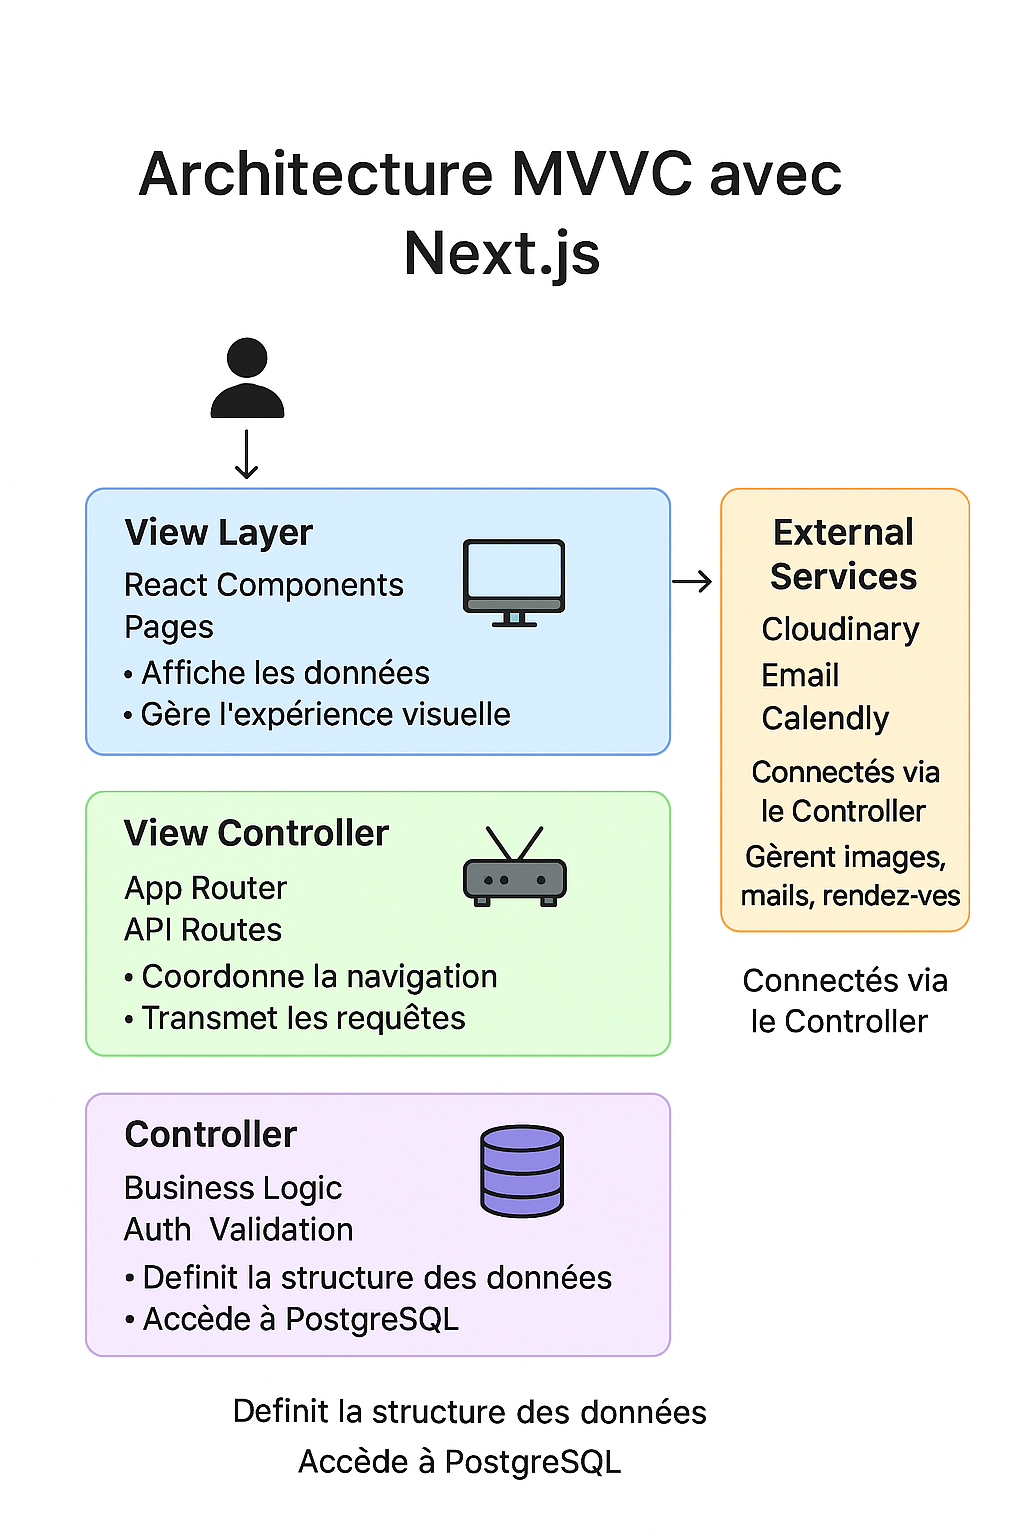 Architecture MVVC avec
Next.js
View Layer
React Components
Pages
• Affiche les données
• Gère l'expérience visuelle
External
Services
Cloudinary
Email
Calendly
Connectés via
le Controller
Gèrent images,
mails, rendez-ves
Connectés via
le Controller
View Controller
App Router
API Routes
• Coordonne la navigation
• Transmet les requêtes
Controller
Business Logic
Auth Validation
• Definit la structure des données
• Accède à PostgreSQL
Definit la structure des données
Accède à PostgreSQL